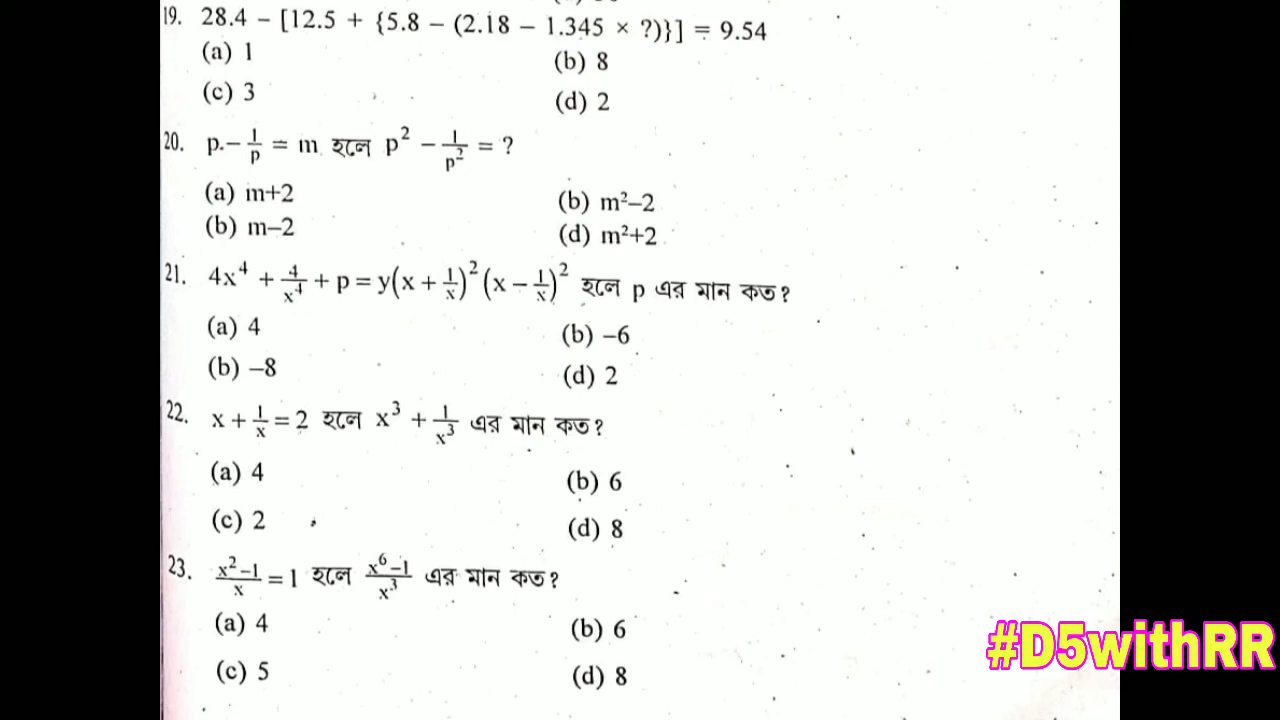 19. 28.4 – [12.5 + {5.8 – (2.18 – 1.345 × ?)}] = 9.54
(a) 1 (b) 8
(c) 3 (d) 2
20. p – 1/p = m হলে p² – 1/p² = ?
(a) m+2 (b) m²–2
(b) m–2 (d) m²+2
21. 4x⁴ + 4/x⁴ + p = y(x + 1/x)² (x – 1/x)² হলে p এর মান কত?
(a) 4 (b) –6
(b) –8 (d) 2
22. x + 1/x = 2 হলে x³ + 1/x³ এর মান কত?
(a) 4 (b) 6
(c) 2 (d) 8
23. x²–1/x = 1 হলে x⁶–1/x³ এর মান কত?
(a) 4 (b) 6
(c) 5 (d) 8
#D5withRR